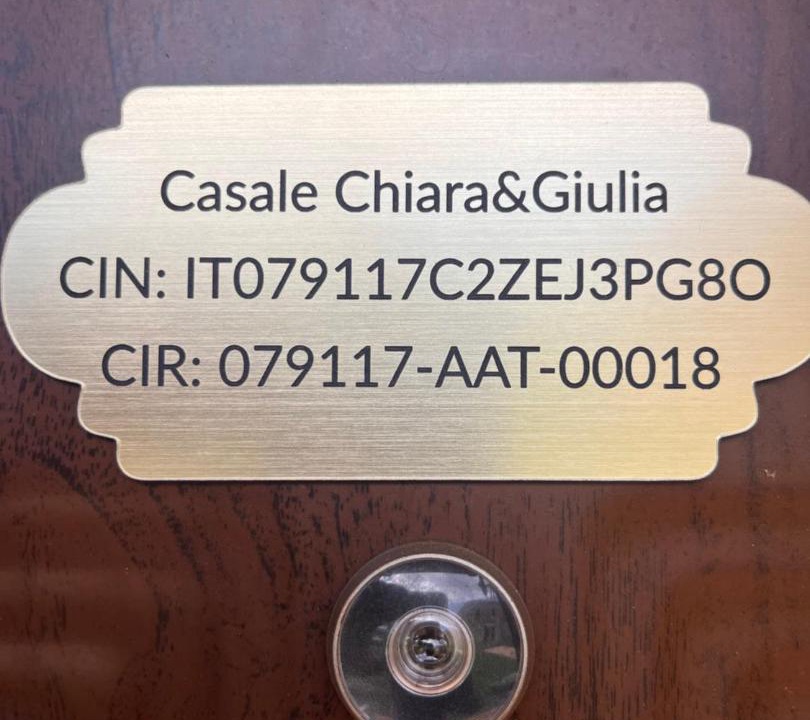 Casale Chiara&Giulia
CIN: IT079117C2ZEJ3PG8O
CIR: 079117-AAT-00018